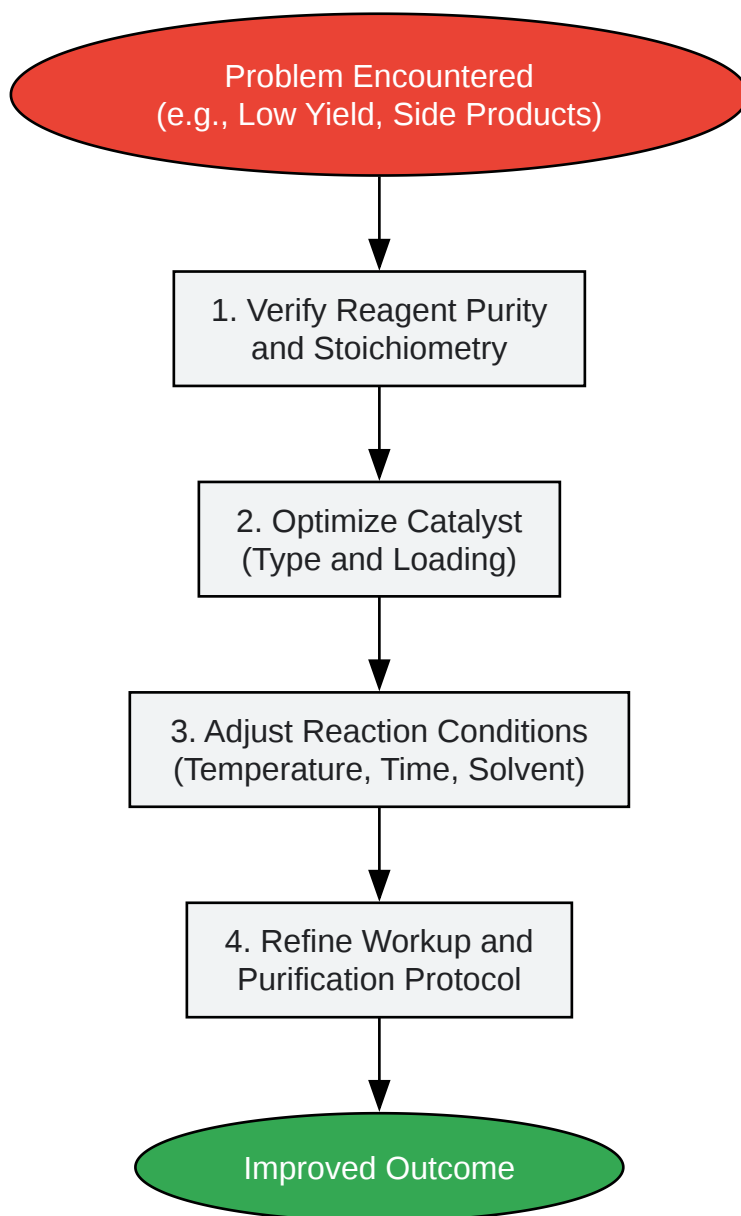 Problem Encountered
(e.g., Low Yield, Side Products)
1. Verify Reagent Purity
and Stoichiometry
2. Optimize Catalyst
(Type and Loading)
3. Adjust Reaction Conditions
(Temperature, Time, Solvent)
4. Refine Workup and
Purification Protocol
Improved Outcome